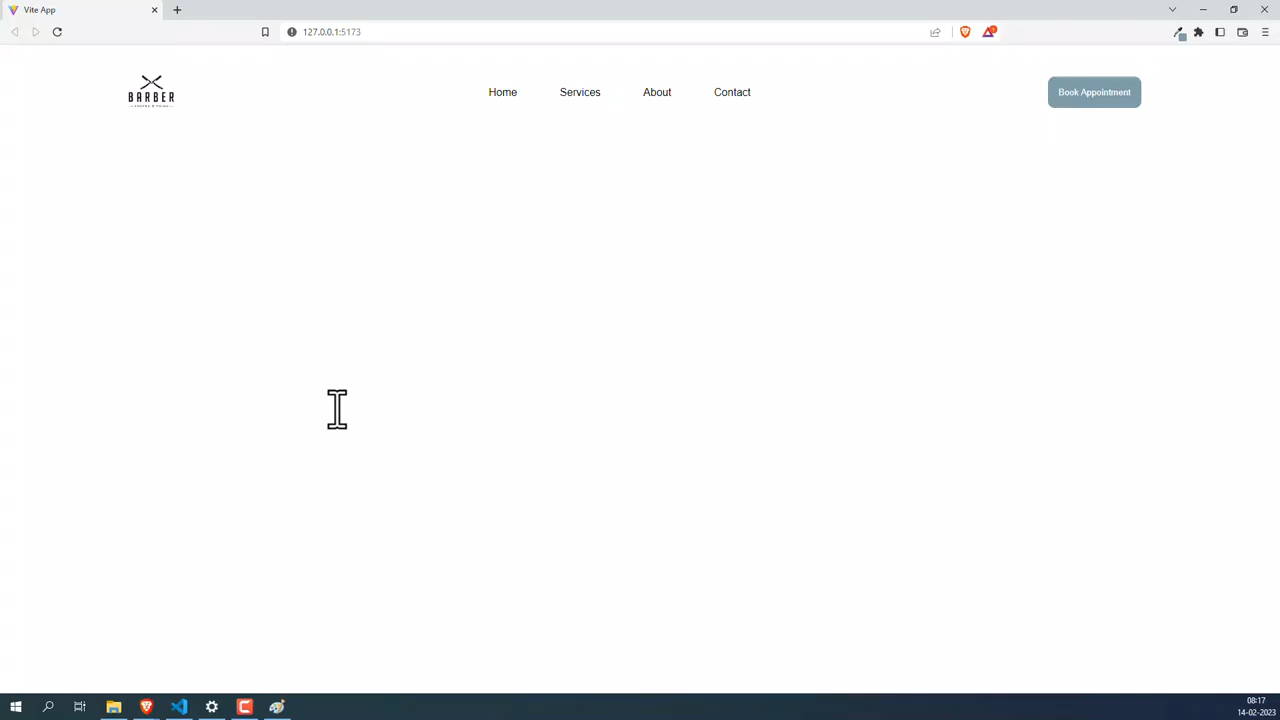 Vite App
127.0.0.1:5173
BARBER
Home
Services
About
Contact
Book Appointment
08:17
14-02-2023